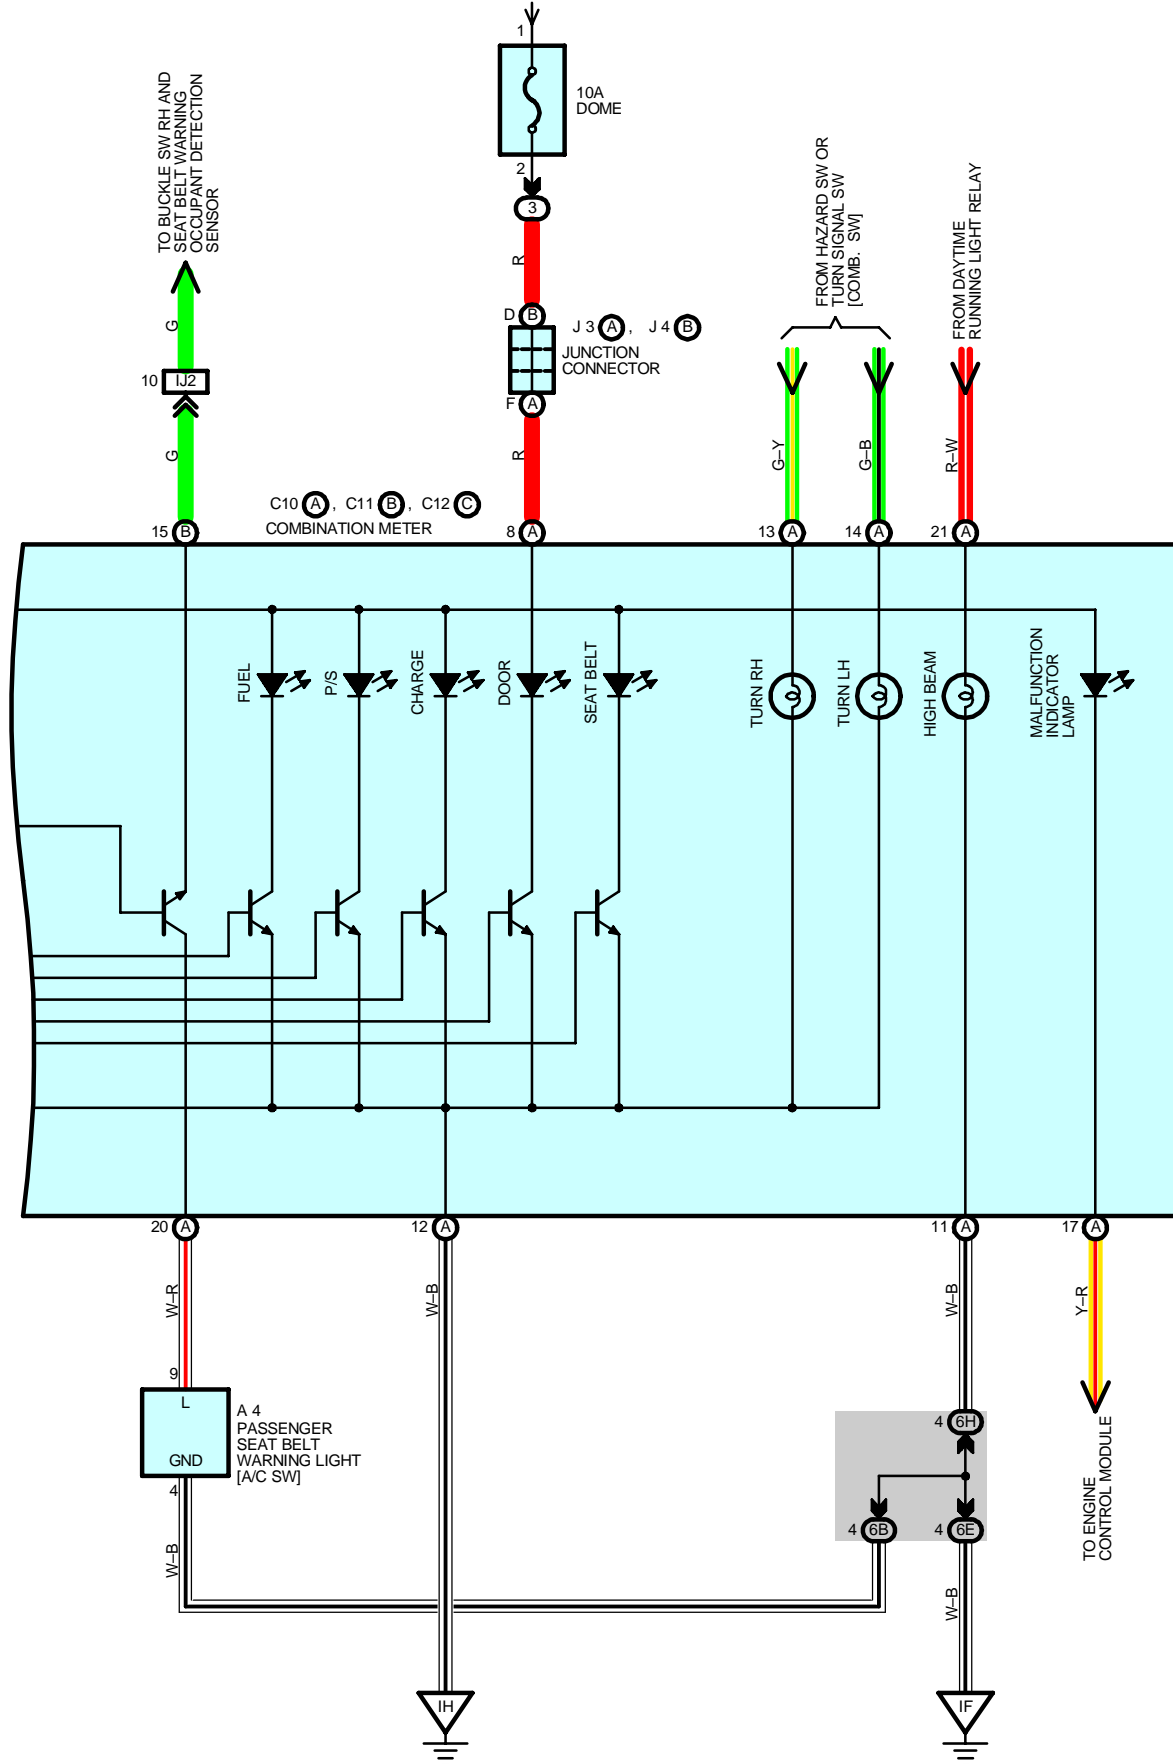 1
10A
DOME
2
3
TO BUCKLE SW RH AND
SEAT BELT WARNING
OCCUPANT DETECTION
SENSOR
FROM HAZARD SW OR
TURN SIGNAL SW
[COMB. SW]
FROM DAYTIME
RUNNING LIGHT RELAY
G
R
D B
J 3 A , J 4 B
JUNCTION
CONNECTOR
10 IJ2
F A
G
R
G–Y
G–B
R–W
C10 A , C11 B , C12 C
COMBINATION METER
15 B
8 A
13 A
14 A
21 A
FUEL
P/S
CHARGE
DOOR
SEAT BELT
TURN RH
TURN LH
HIGH BEAM
MALFUNCTION
INDICATOR
LAMP
20 A
12 A
11 A
17 A
W–R
W–B
W–B
Y–R
9
L
GND
A 4
PASSENGER
SEAT BELT
WARNING LIGHT
[A/C SW]
4
4 6H
4 6B
4 6E
TO ENGINE
CONTROL MODULE
W–B
W–B
IH
IF